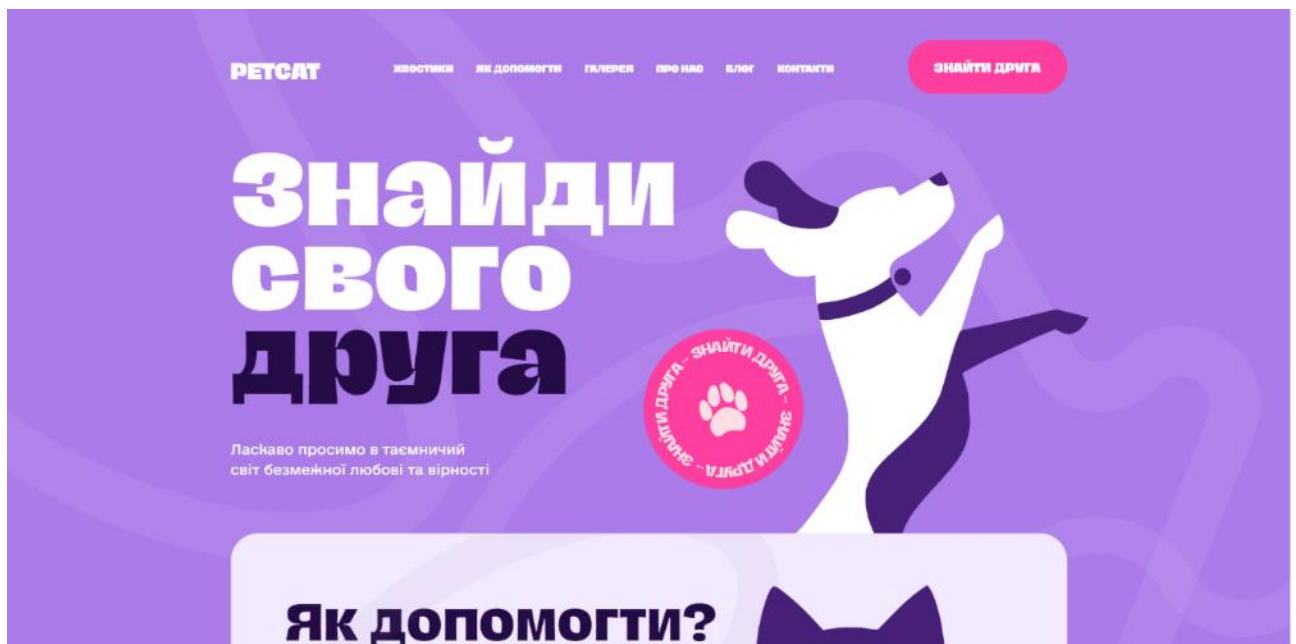 PETCAT
ХВОСТИКИ ЯК ДОПОМОГТИ ГАЛЕРЕЯ ПРО НАС БЛОГ КОНТАКТИ
ЗНАЙТИ ДРУГА
Знайди
свого
друга
ЗНАЙТИ ДРУГА -- ЗНАЙТИ ДРУГА -- ЗНАЙТИ ДРУГА --
Ласкаво просимо в таємничий
світ безмежної любові та вірності
Як допомогти?